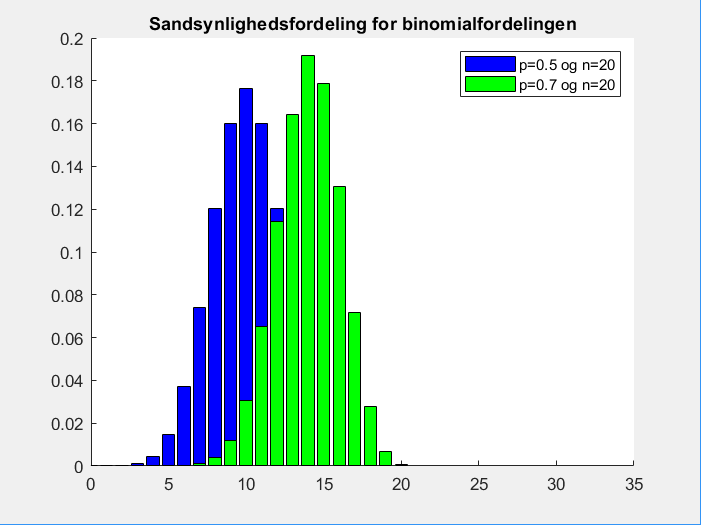 Sandsynlighedsfordeling for binomialfordelingen
p=0.5 og n=20
p=0.7 og n=20
0.2
0.18
0.16
0.14
0.12
0.1
0.08
0.06
0.04
0.02
0
0 5 10 15 20 25 30 35